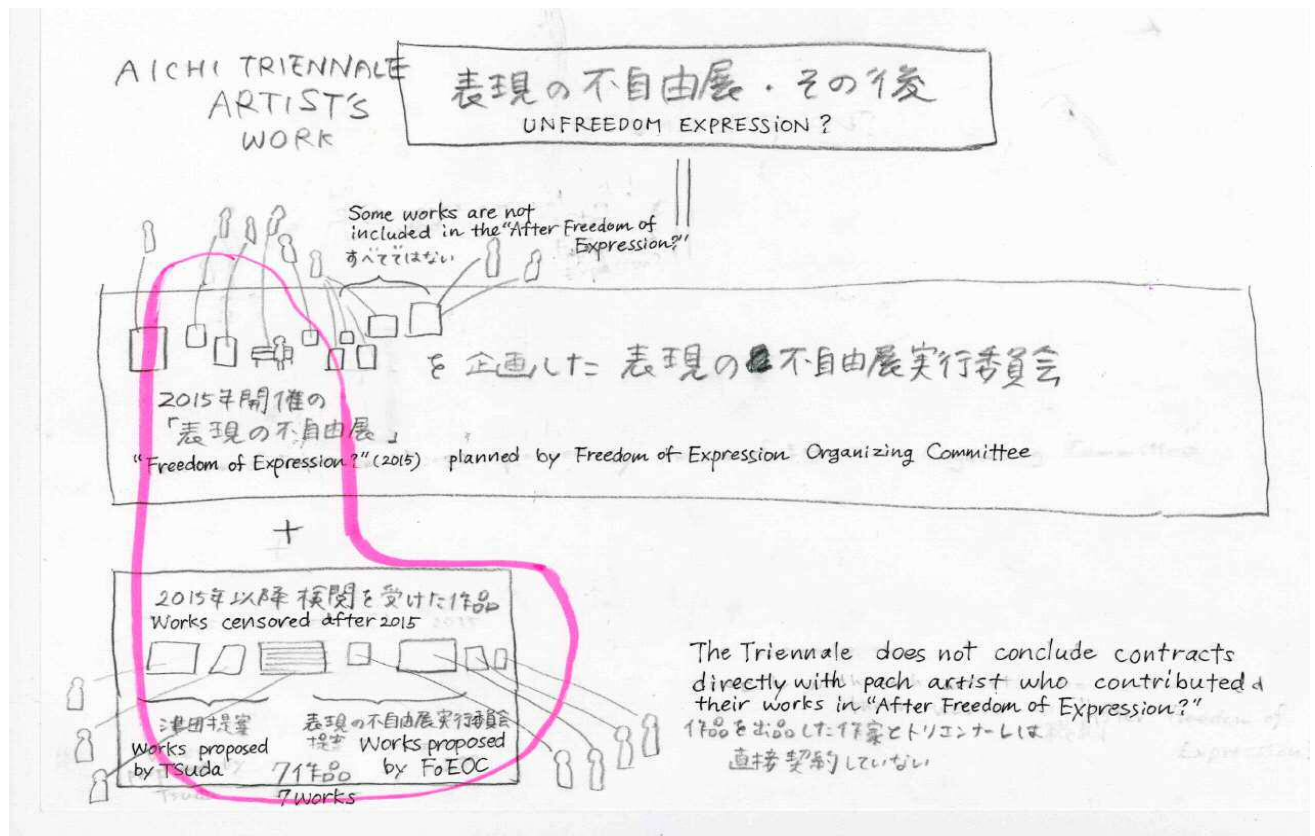 AICHI TRIENNALE
ARTIST'S
WORK
表現の不自由展・その後
UNFREEDOM EXPRESSION?
Some works are not
included in the "After Freedom of
Expression?"
すべてではない
を企画した 表現の不自由展実行委員会
2015年開催の
「表現の不自由展」
"Freedom of Expression?" (2015) planned by Freedom of Expression Organizing Committee
+
2015年以降 検閲を受けた作品
Works censored after 2015
津田提案
Works proposed
by Tsuda
表現の不自由展実行委員会
提案 Works proposed
by FoEOC
7作品
7works
The Triennale does not conclude contracts
directly with pach artist who contributed
their works in "After Freedom of Expression?"
作品を出品した作家とトリエンナーレは
直接契約していない
Freedom of
Expression
Tsuda